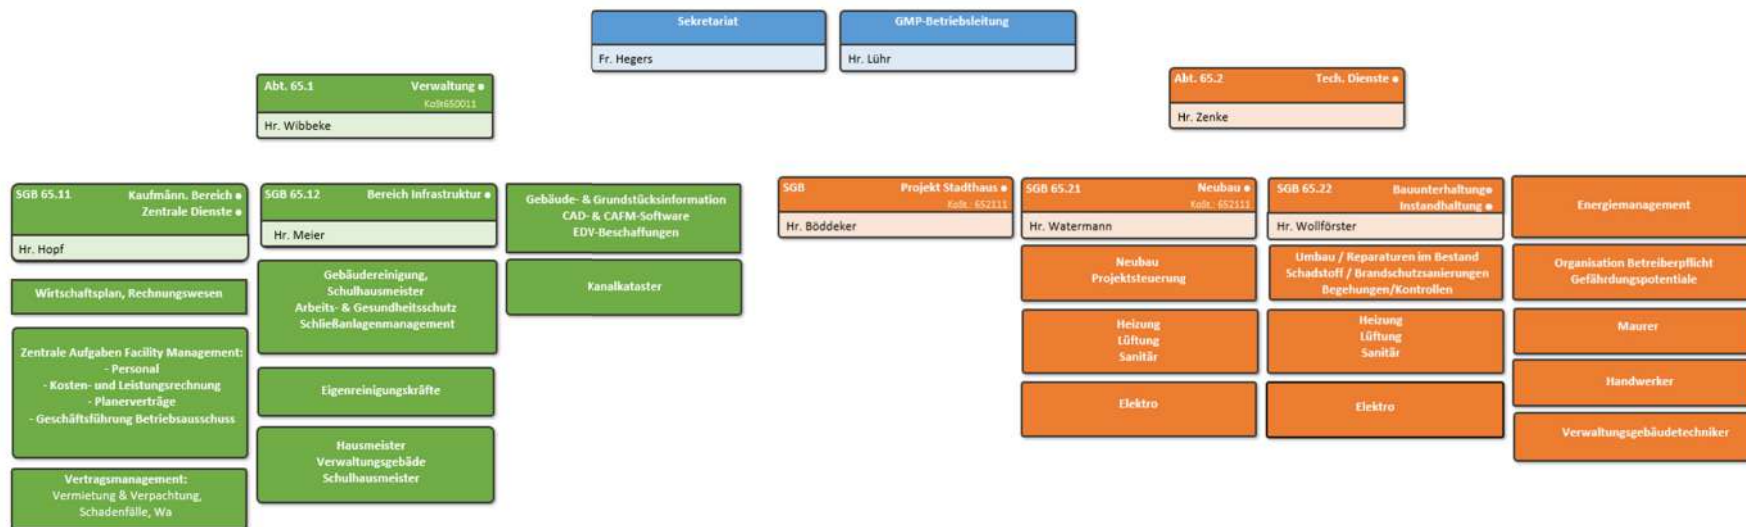 Sekretariat
Fr. Hegers
GMP-Betriebsleitung
Hr. Lühr
Abt. 65.1 Verwaltung
Koßt650011
Hr. Wibbeke
Abt. 65.2 Tech. Dienste
Hr. Zenke
SGB 65.11 Kaufmänn. Bereich
Zentrale Dienste
Hr. Hopf
Wirtschaftsplan, Rechnungswesen
Zentrale Aufgaben Facility Management:
- Personal
- Kosten- und Leistungsrechnung
- Planerverträge
- Geschäftsführung Betriebsausschuss
Vertragsmanagement:
Vermietung & Verpachtung,
Schadenfälle, Wa
SGB 65.12 Bereich Infrastruktur
Hr. Meier
Gebäudereinigung,
Schulhausmeister
Arbeits- & Gesundheitsschutz
Schließanlagenmanagement
Eigenreinigungskräfte
Hausmeister
Verwaltungsgebäde
Schulhausmeister
Gebäude- & Grundstücksinformation
CAD- & CAFM-Software
EDV-Beschaffungen
Kanalkataster
SGB Projekt Stadthaus
Koßt.: 652111
Hr. Böddeker
SGB 65.21 Neubau
Koßt.: 652111
Hr. Watermann
Neubau
Projektsteuerung
Heizung
Lüftung
Sanitär
Elektro
SGB 65.22 Bauunterhaltung
Instandhaltung
Hr. Wollförster
Umbau / Reparaturen im Bestand
Schadstoff / Brandschutzsanierungen
Begehungen/Kontrollen
Heizung
Lüftung
Sanitär
Elektro
Energiemanagement
Organisation Betreiberpflicht
Gefährdungspotentiale
Maurer
Handwerker
Verwaltungsgebäudetechniker